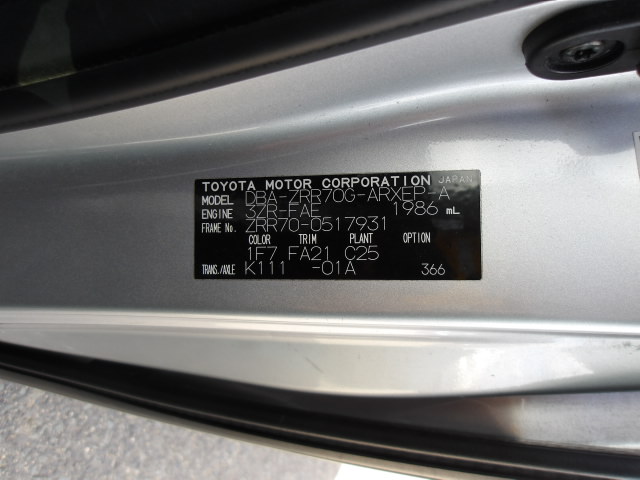 TOYOTA MOTOR CORPORATION JAPAN
MODEL DBA-ZRR70G-ARXEP-A
ENGINE 3ZR-FAE 1986 mL
FRAME No. ZRR70-0517931
COLOR TRIM PLANT OPTION
1F7 FA21 C25
TRANS./AXLE K111 -01A 366